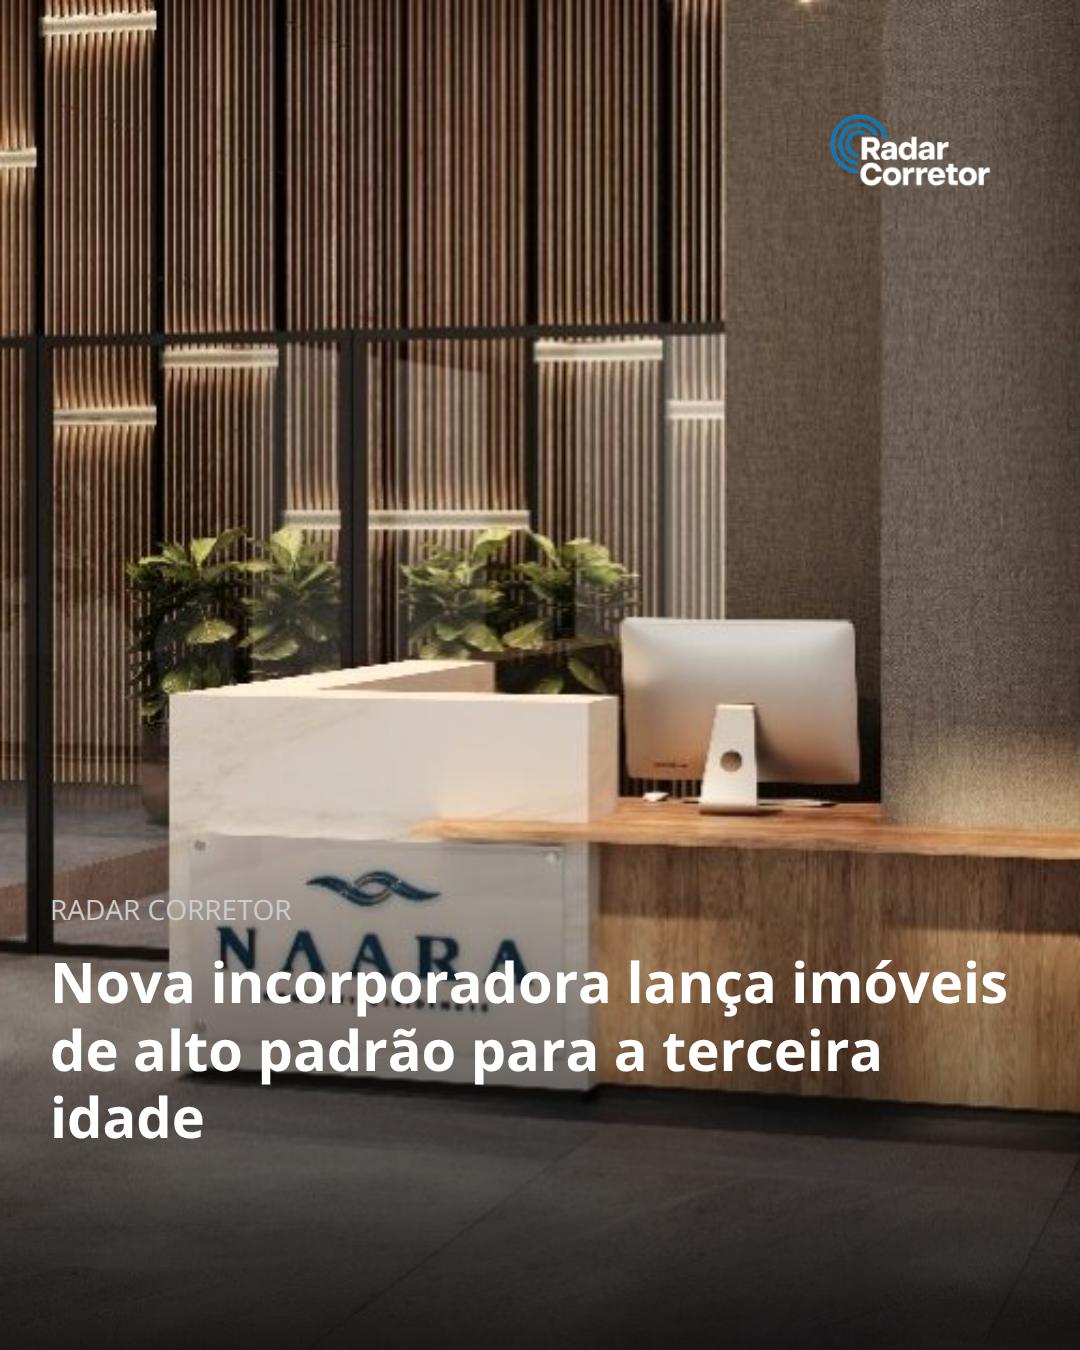 Radar
Corretor
RADAR CORRETOR
NAARA
Nova incorporadora lança imóveis
de alto padrão para a terceira
idade